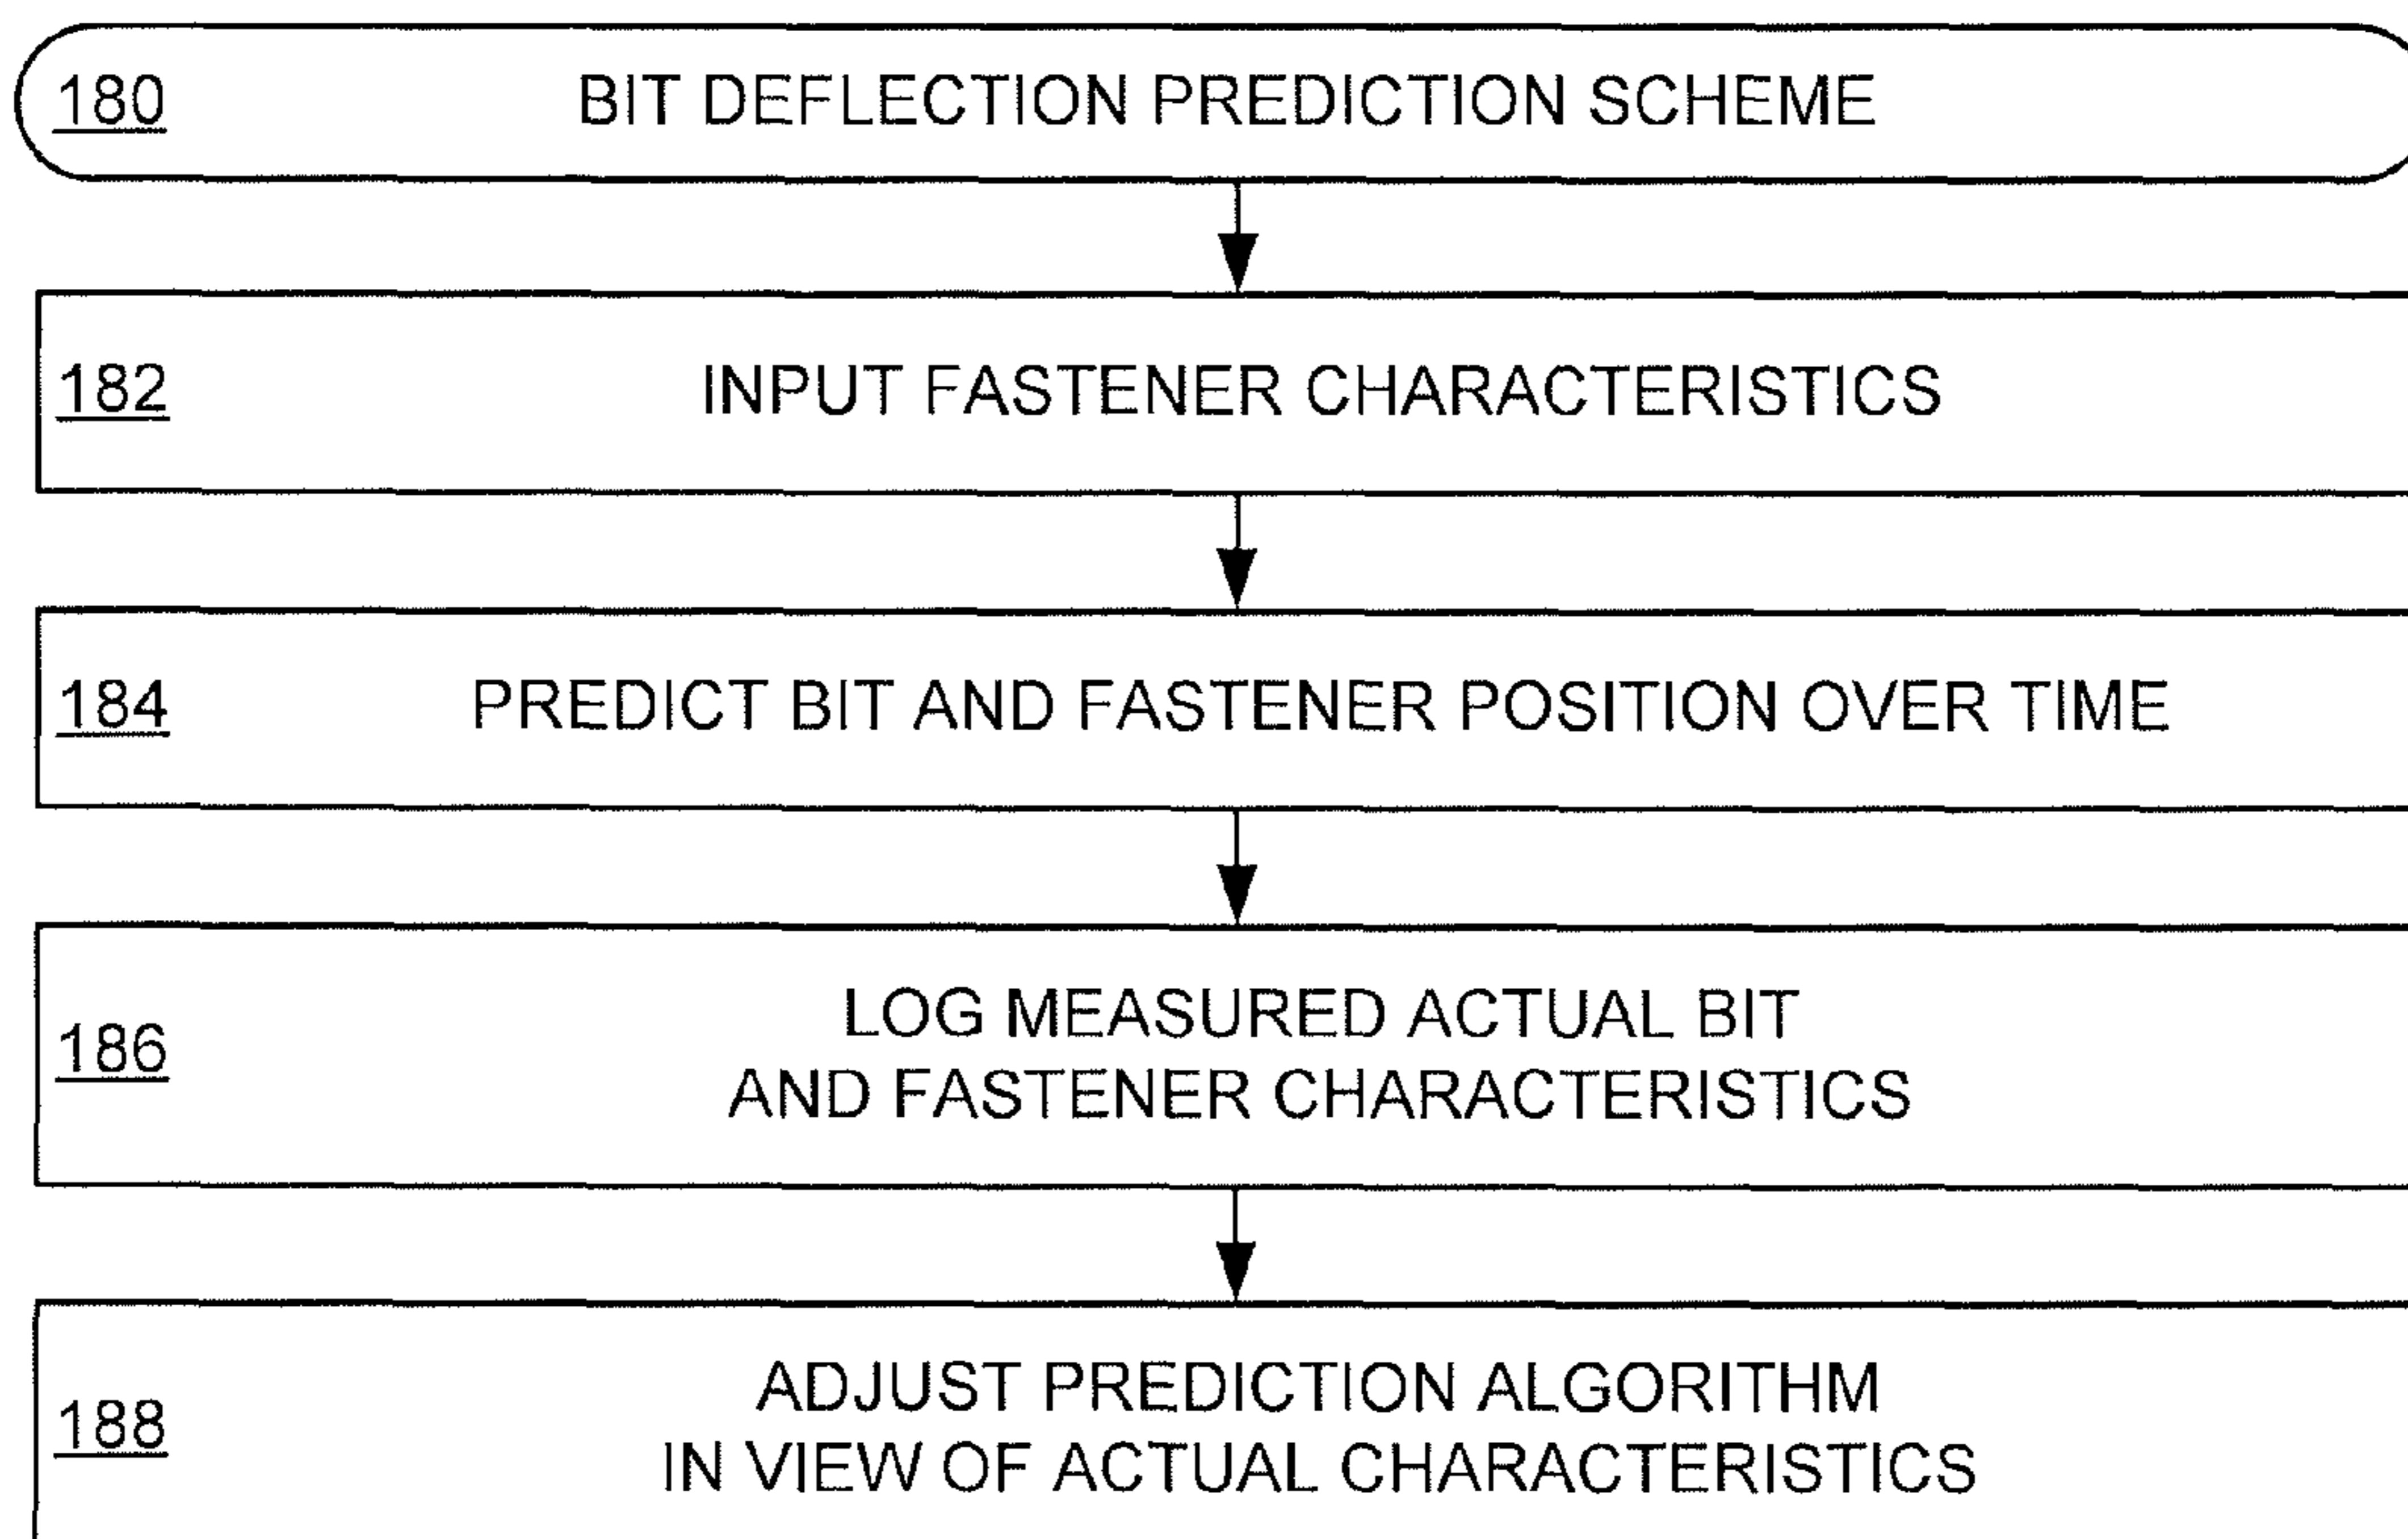 180 BIT DEFLECTION PREDICTION SCHEME
182 INPUT FASTENER CHARACTERISTICS
184 PREDICT BIT AND FASTENER POSITION OVER TIME
186 LOG MEASURED ACTUAL BIT
AND FASTENER CHARACTERISTICS
188 ADJUST PREDICTION ALGORITHM
IN VIEW OF ACTUAL CHARACTERISTICS